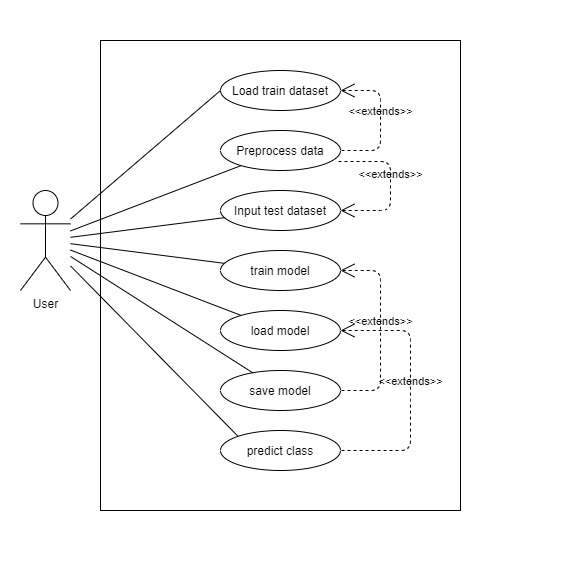 Load train dataset
<<extends>>
Preprocess data
<<extends>>
Input test dataset
train model
User
<<extends>>
load model
<<extends>>
save model
predict class